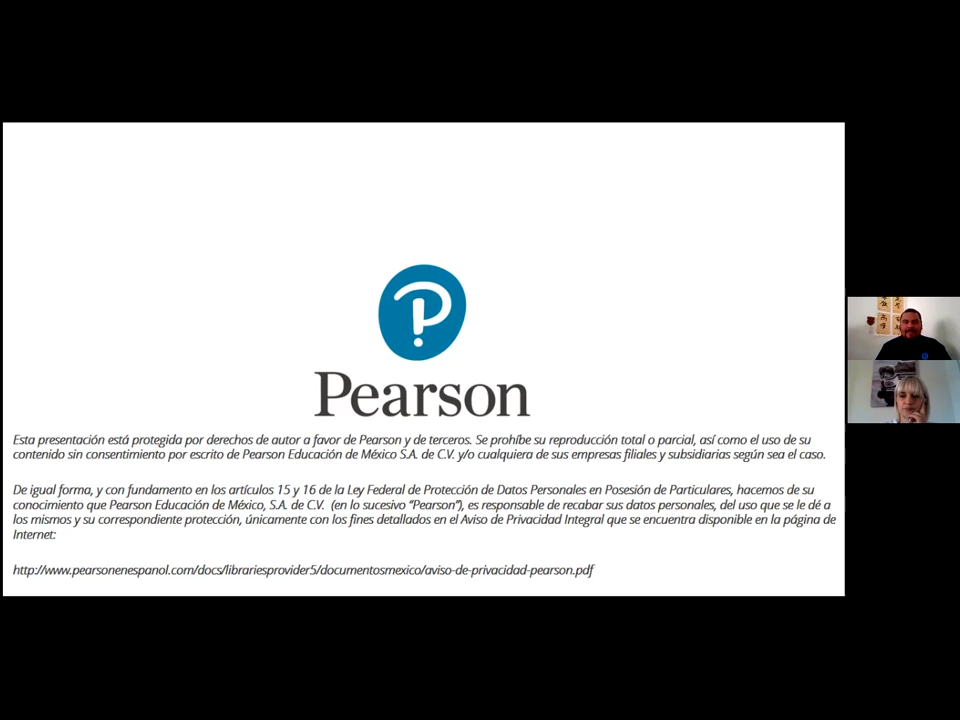 Pearson
Esta presentación está protegida por derechos de autor a favor de Pearson y de terceros. Se prohíbe su reproducción total o parcial, así como el uso de su
contenido sin consentimiento por escrito de Pearson Educación de México S.A. de C.V. y/o cualquiera de sus empresas filiales y subsidiarias según sea el caso.
De igual forma, y con fundamento en los artículos 15 y 16 de la Ley Federal de Protección de Datos Personales en Posesión de Particulares, hacemos de su
conocimiento que Pearson Educación de México, S.A. de C.V. (en lo sucesivo “Pearson”), es responsable de recabar sus datos personales, del uso que se le dé a
los mismos y su correspondiente protección, únicamente con los fines detallados en el Aviso de Privacidad Integral que se encuentra disponible en la página de
Internet:
http://www.pearsonenespanol.com/docs/librariesprovider5/documentosmexico/aviso-de-privacidad-pearson.pdf